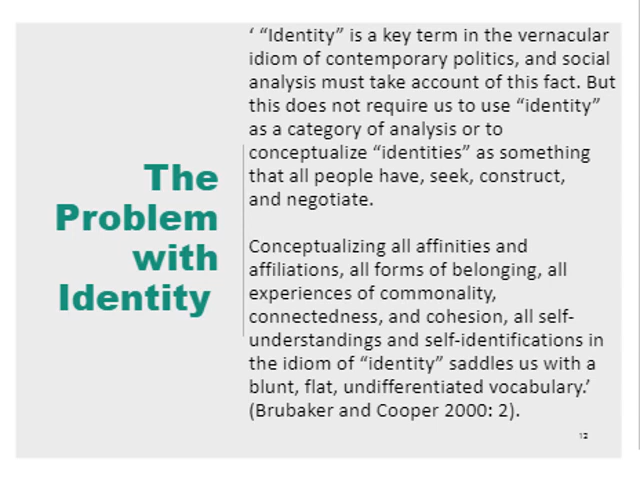 The
Problem
with
Identity
‘ “Identity” is a key term in the vernacular
idiom of contemporary politics, and social
analysis must take account of this fact. But
this does not require us to use “identity”
as a category of analysis or to
conceptualize “identities” as something
that all people have, seek, construct,
and negotiate.
Conceptualizing all affinities and
affiliations, all forms of belonging, all
experiences of commonality,
connectedness, and cohesion, all self-
understandings and self-identifications in
the idiom of “identity” saddles us with a
blunt, flat, undifferentiated vocabulary.’
(Brubaker and Cooper 2000: 2).
12